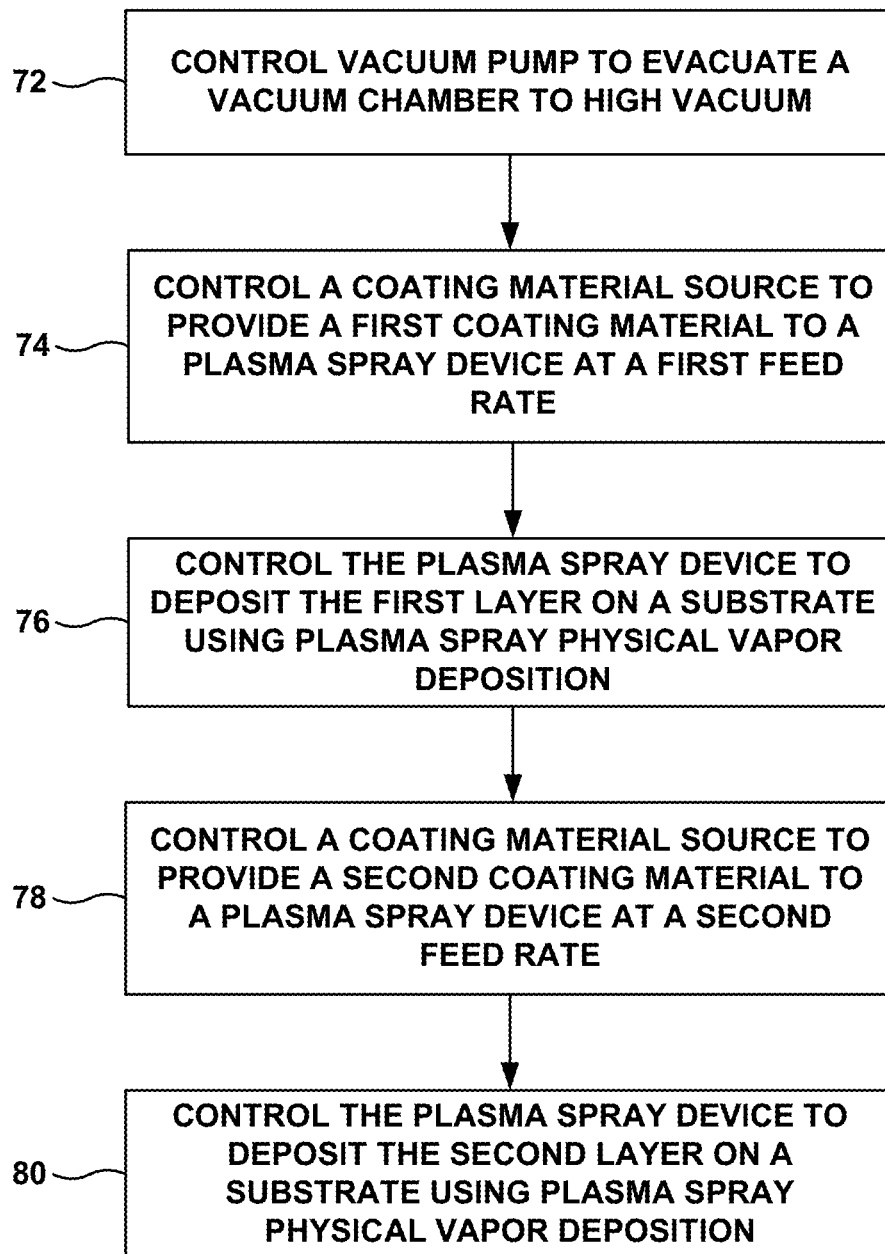 72
CONTROL VACUUM PUMP TO EVACUATE A
VACUUM CHAMBER TO HIGH VACUUM
74
CONTROL A COATING MATERIAL SOURCE TO
PROVIDE A FIRST COATING MATERIAL TO A
PLASMA SPRAY DEVICE AT A FIRST FEED
RATE
76
CONTROL THE PLASMA SPRAY DEVICE TO
DEPOSIT THE FIRST LAYER ON A SUBSTRATE
USING PLASMA SPRAY PHYSICAL VAPOR
DEPOSITION
78
CONTROL A COATING MATERIAL SOURCE TO
PROVIDE A SECOND COATING MATERIAL TO
A PLASMA SPRAY DEVICE AT A SECOND
FEED RATE
80
CONTROL THE PLASMA SPRAY DEVICE TO
DEPOSIT THE SECOND LAYER ON A
SUBSTRATE USING PLASMA SPRAY
PHYSICAL VAPOR DEPOSITION